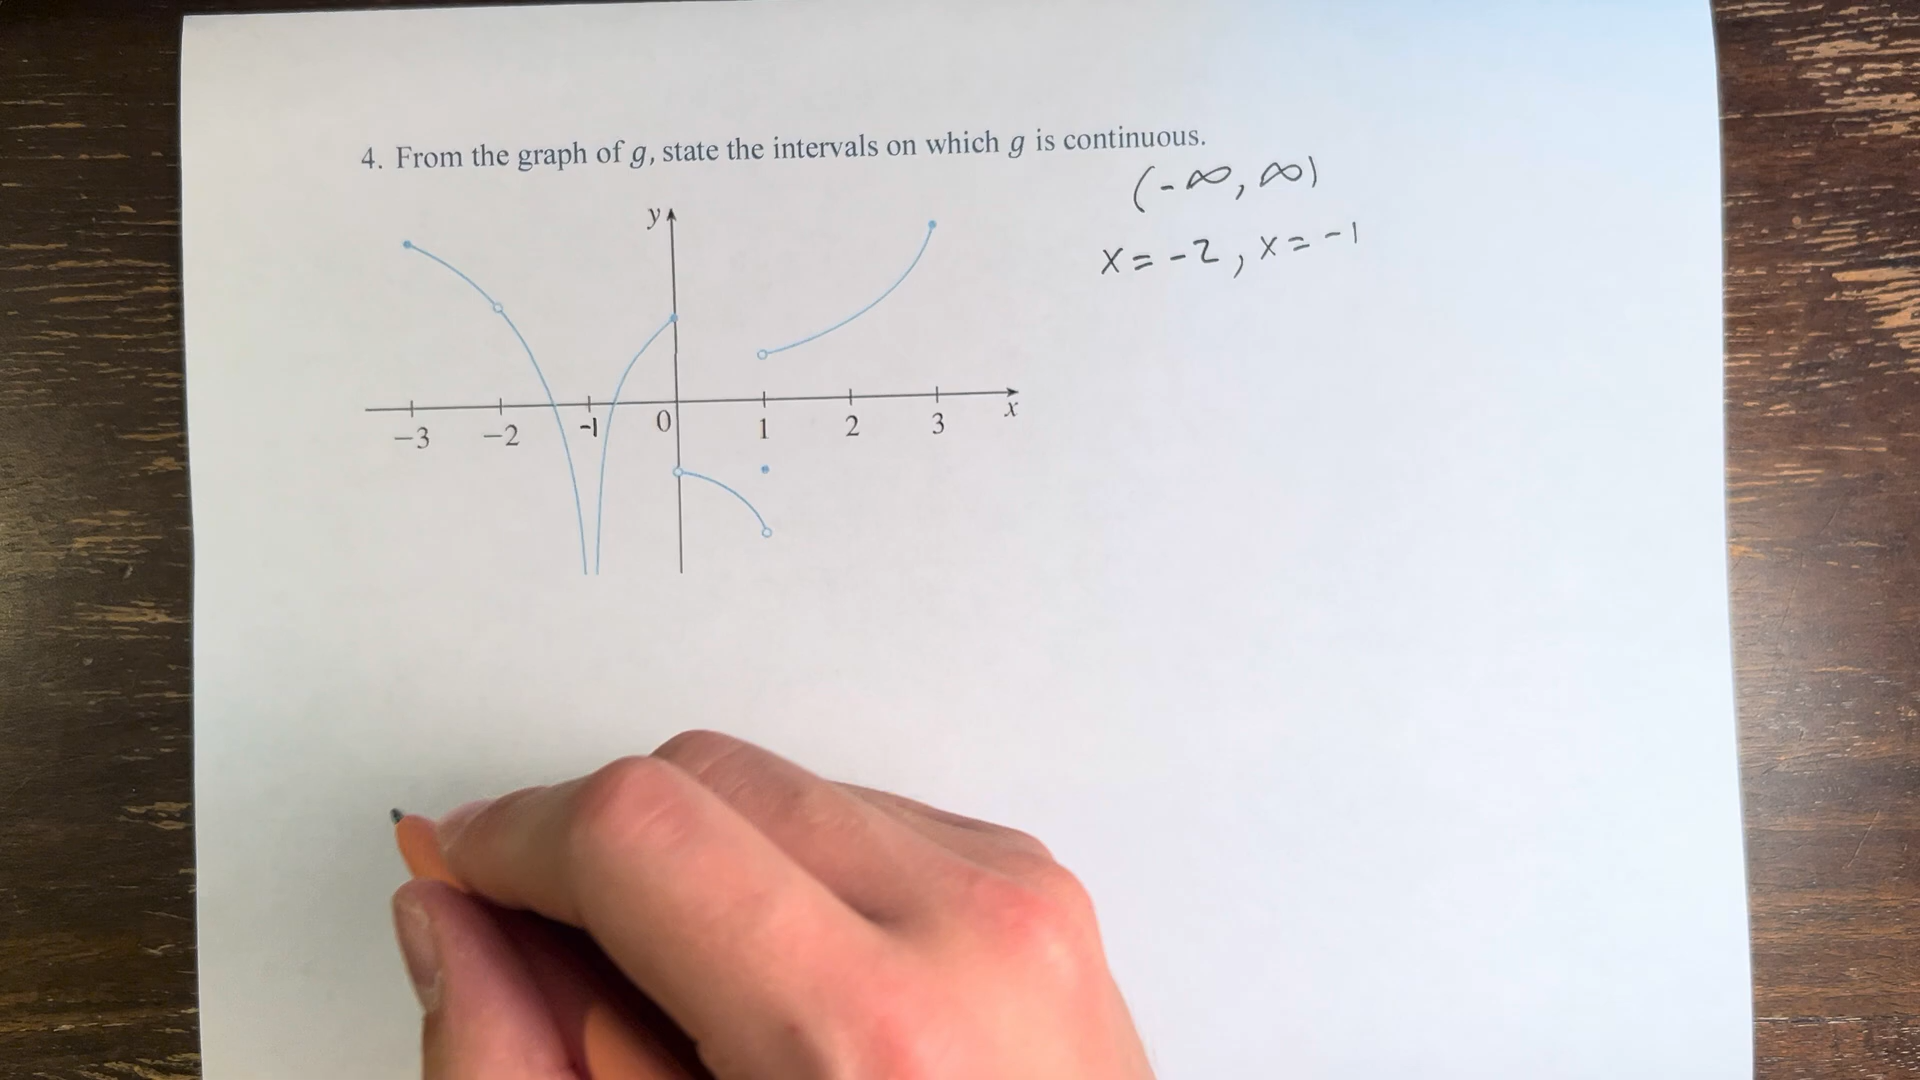 4. From the graph of g, state the intervals on which g is continuous.
(-∞, ∞)
x = -2, x = -1
y
x
−3 −2 -1 0 1 2 3